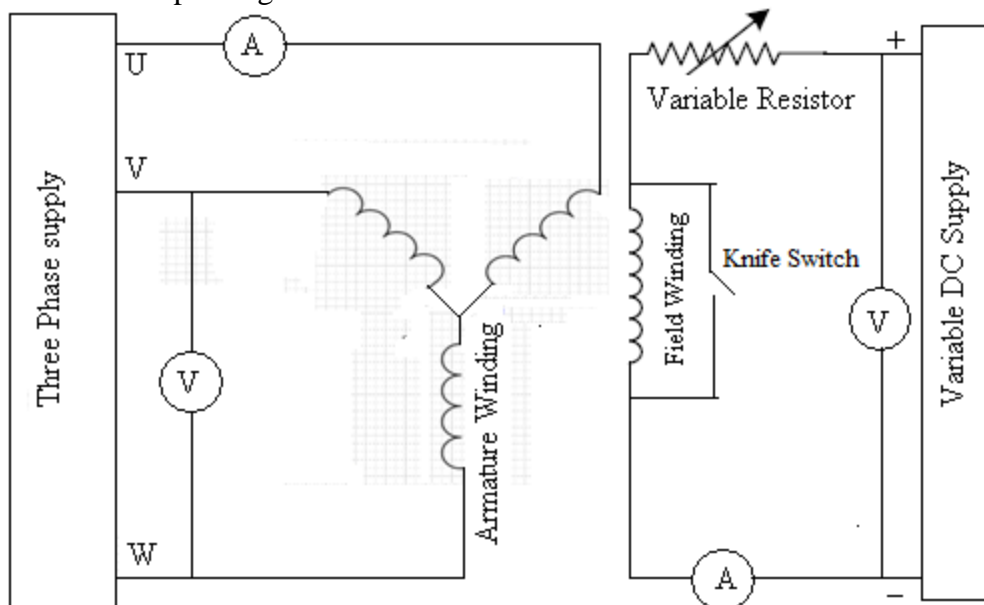 A
U
+
Variable Resistor
V
Three Phase supply
Knife Switch
Field Winding
V
Variable DC Supply
V
Armature Winding
W
A
–